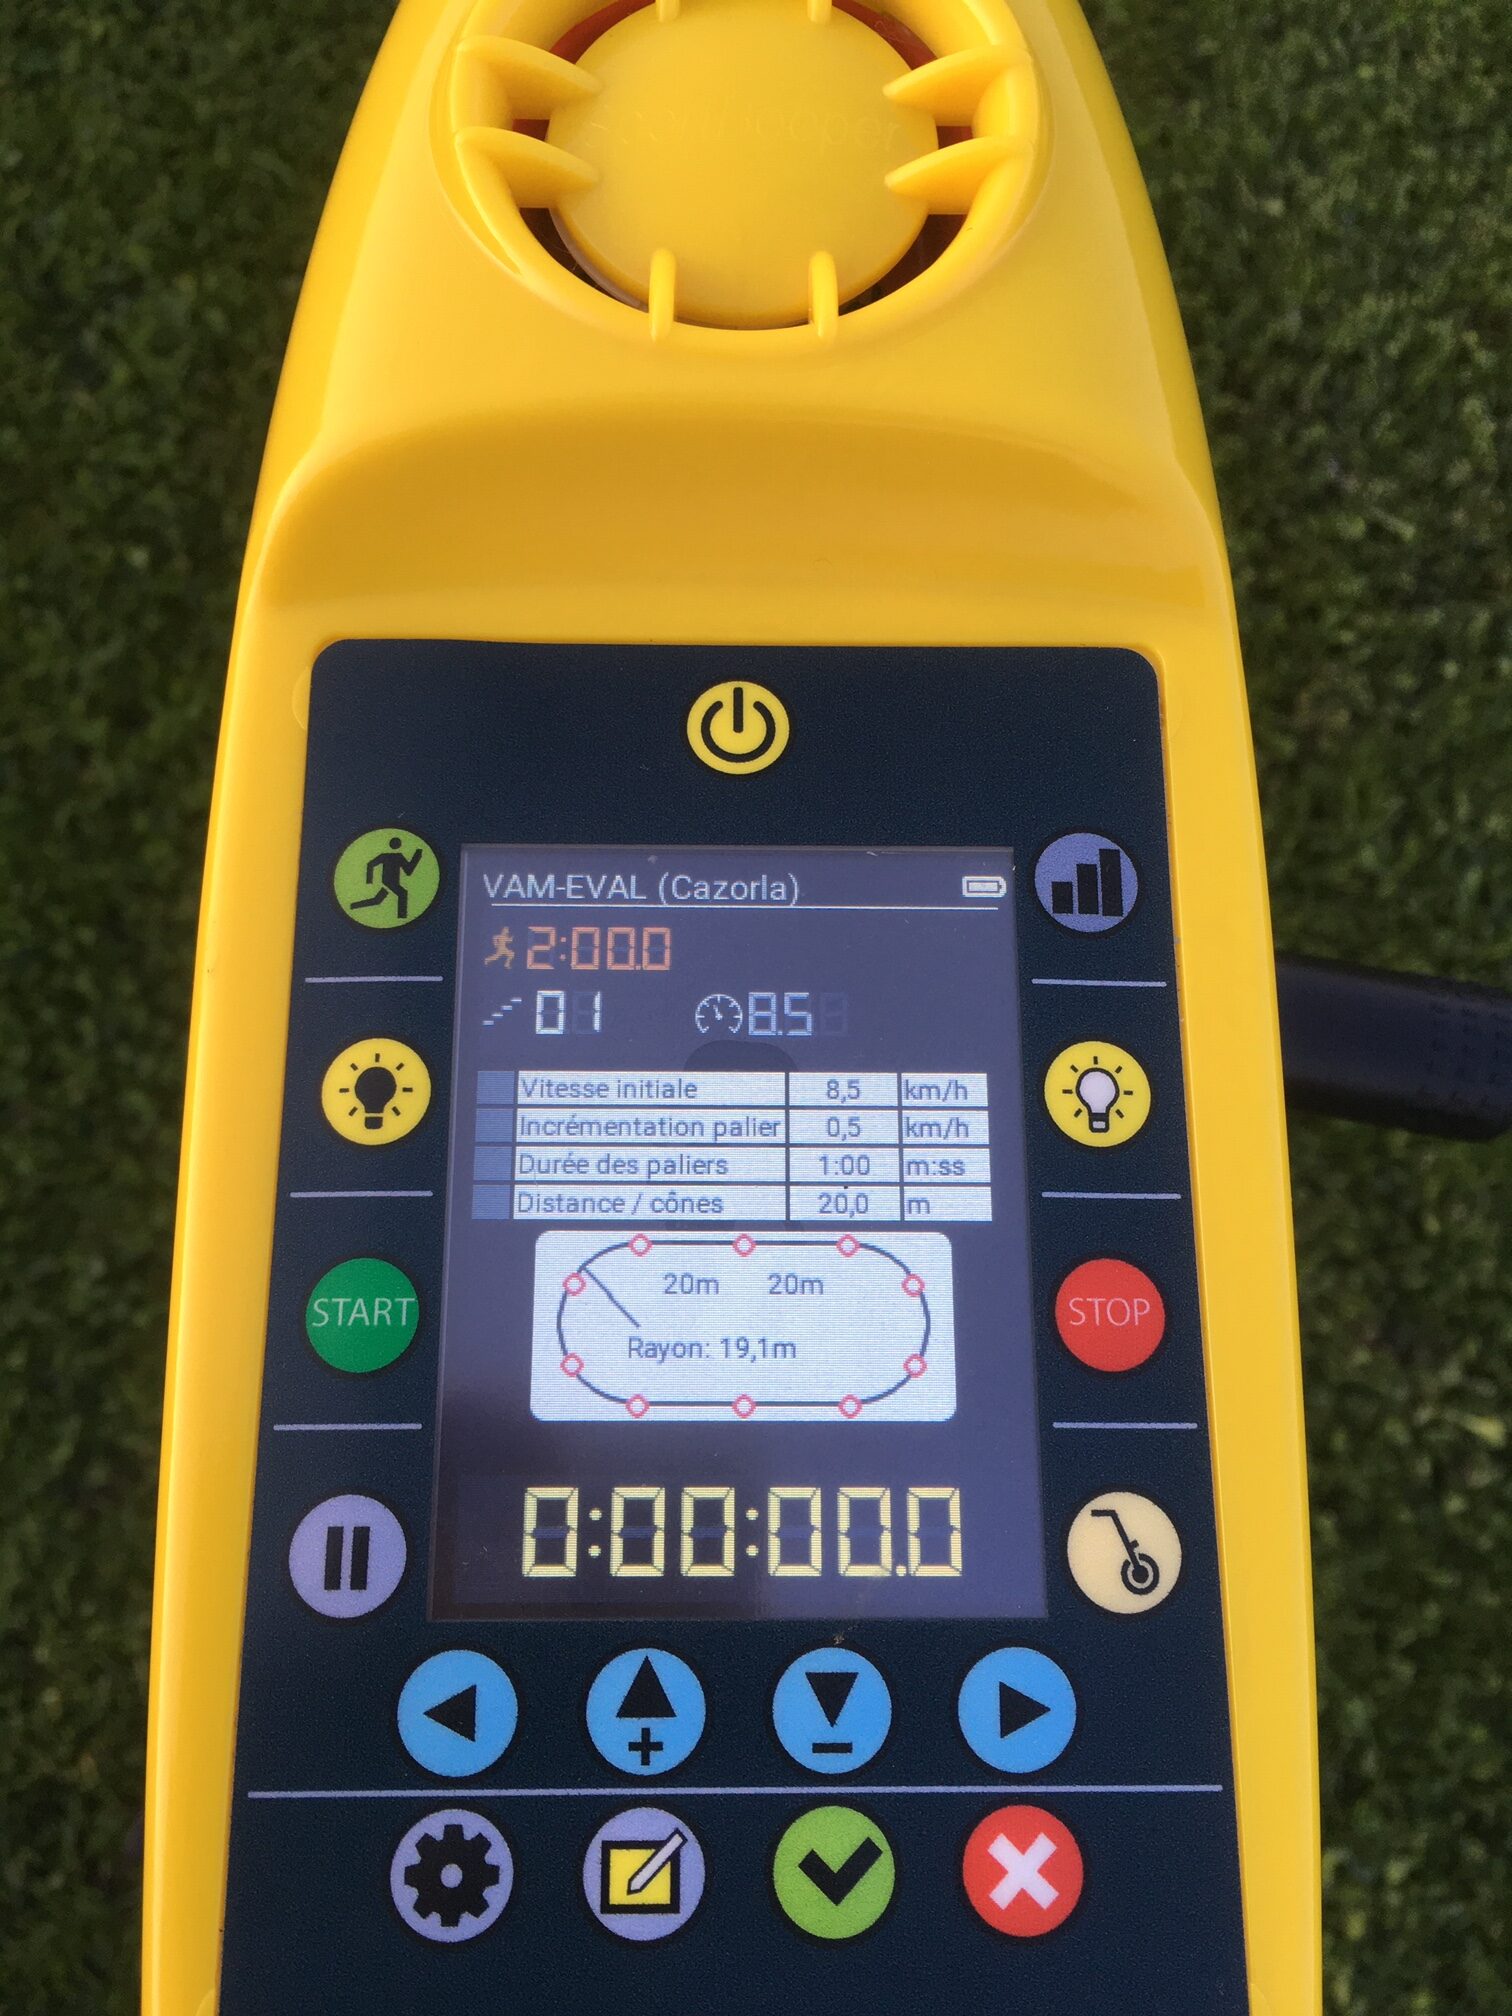 VAM-EVAL (Cazorla)
2:00.0
01 8.5
Vitesse initiale 8,5 km/h
Incrémentation palier 0,5 km/h
Durée des paliers 1:00 m:ss
Distance / cônes 20,0 m
20m 20m
Rayon: 19,1m
START
STOP
0:00:00.0